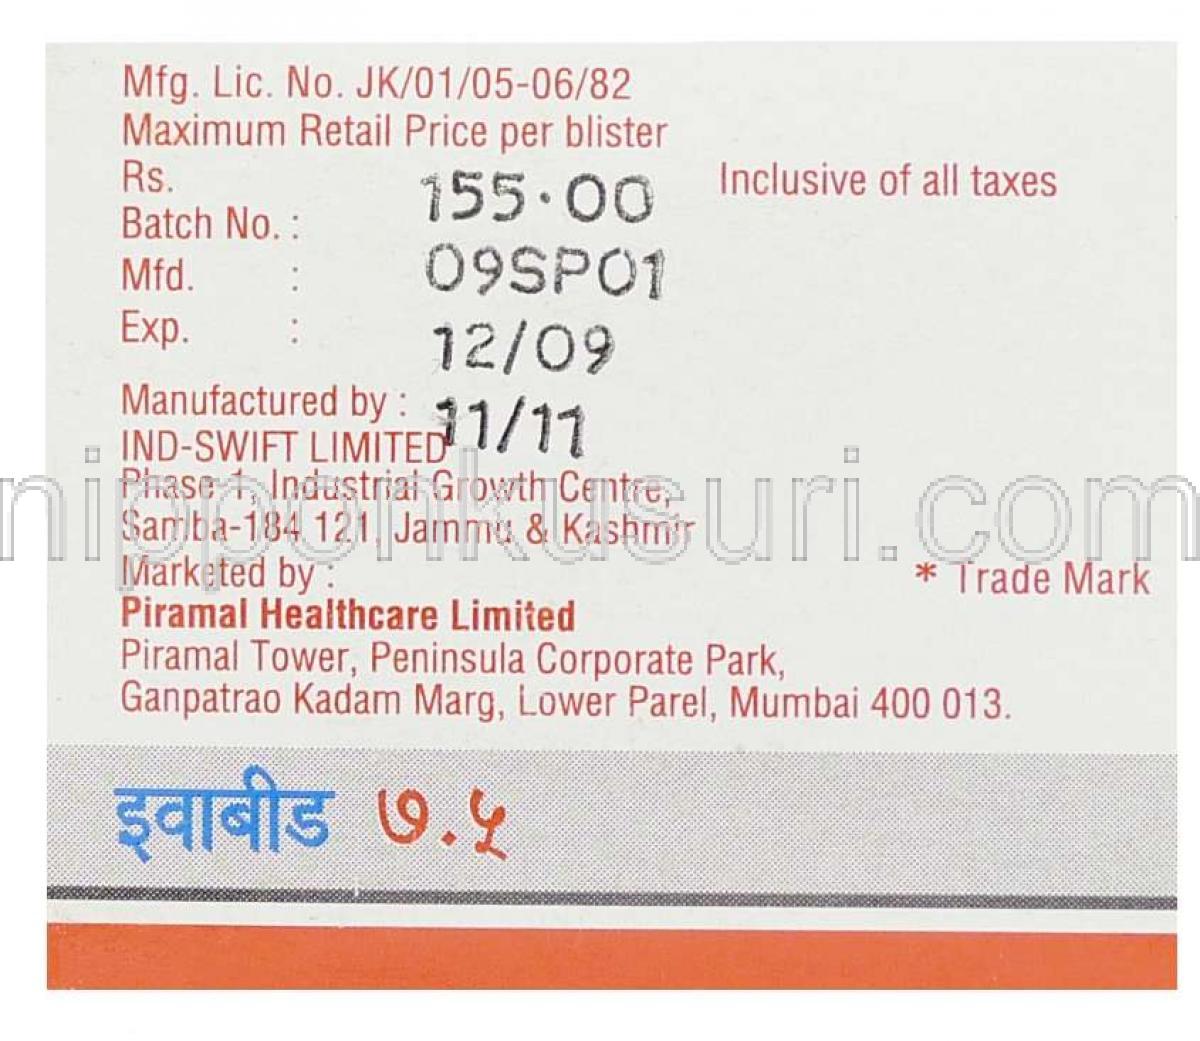 Mfg. Lic. No. JK/01/05-06/82
Maximum Retail Price per blister
Rs. 155.00 Inclusive of all taxes
Batch No. : 09SP01
Mfd. : 12/09
Exp. : 11/11
Manufactured by :
IND-SWIFT LIMITED
Phase-1, Industrial Growth Centre,
Samba-184 121, Jammu & Kashmir
nipponkusuri.com
Marketed by :
* Trade Mark
Piramal Healthcare Limited
Piramal Tower, Peninsula Corporate Park,
Ganpatrao Kadam Marg, Lower Parel, Mumbai 400 013.
इवाबीड ७.५